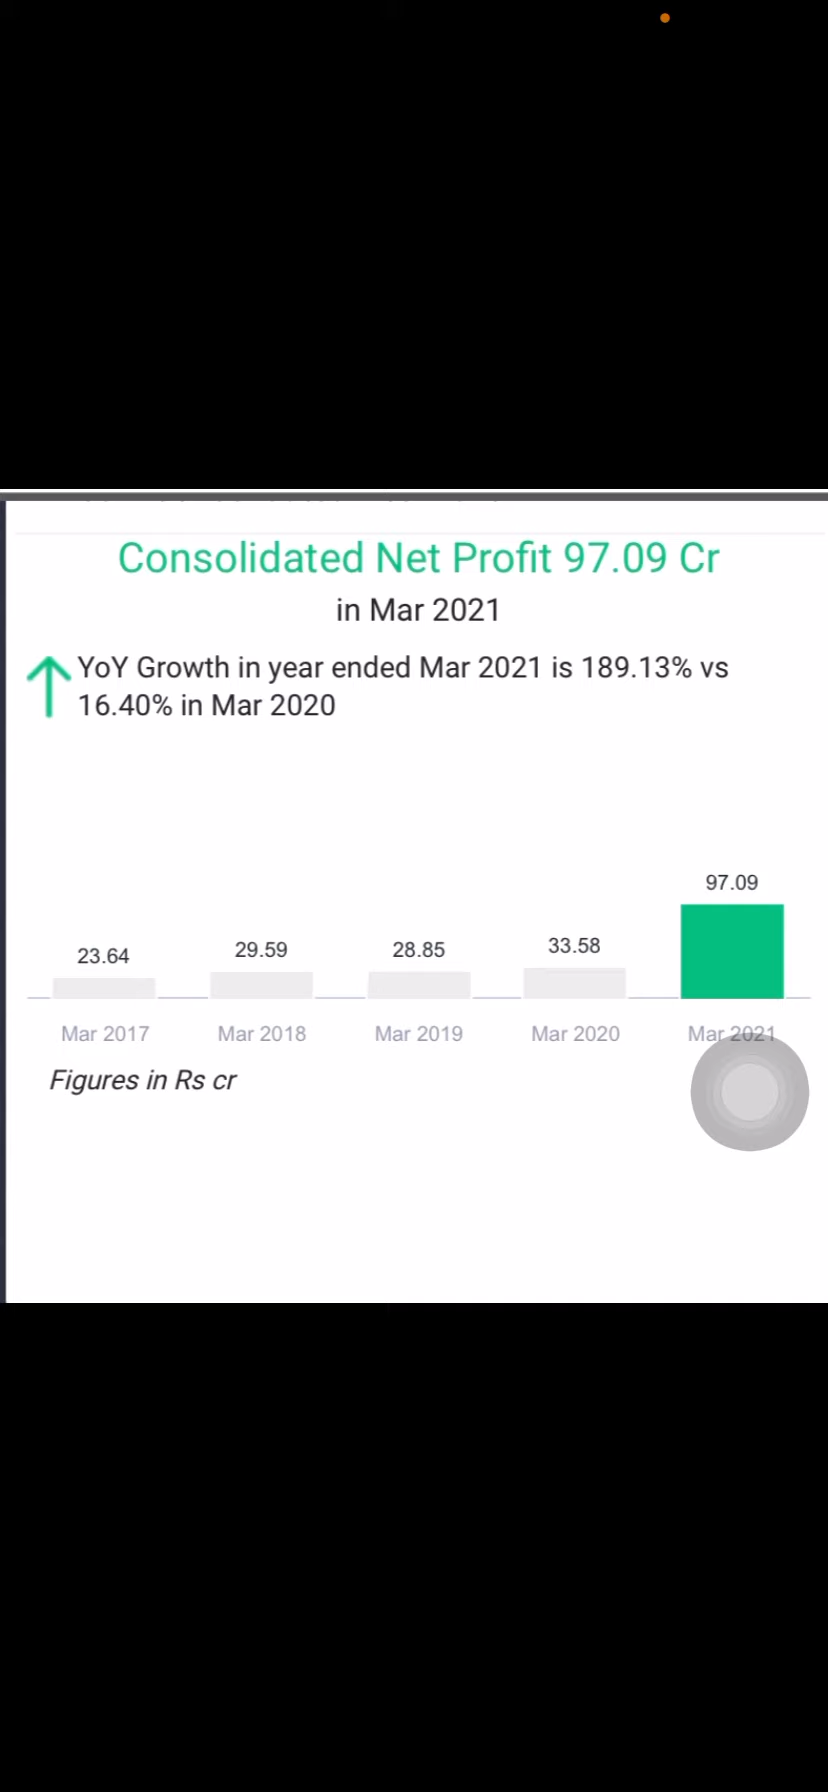 Consolidated Net Profit 97.09 Cr
in Mar 2021
YoY Growth in year ended Mar 2021 is 189.13% vs
16.40% in Mar 2020
97.09
23.64 29.59 28.85 33.58
Mar 2017 Mar 2018 Mar 2019 Mar 2020 Mar 2021
Figures in Rs cr